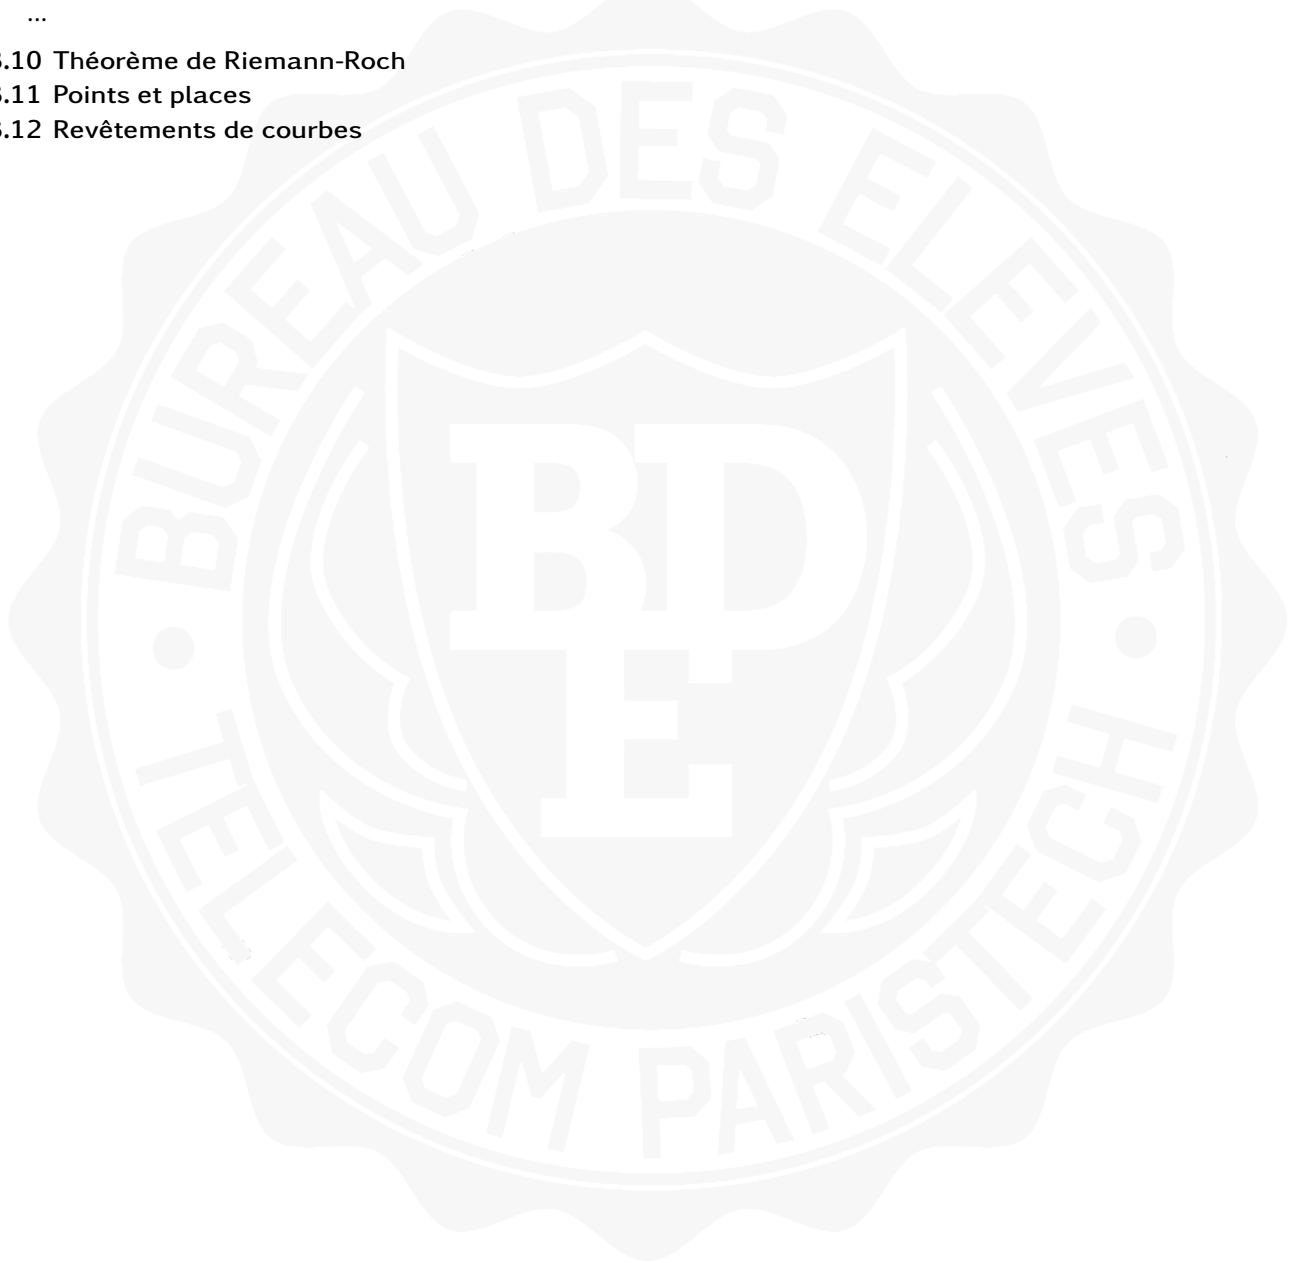 ...
.10 Théorème de Riemann-Roch
.11 Points et places
.12 Revêtements de courbes
BUREAU DES ELEVES
BDE
TELECOM PARISTECH